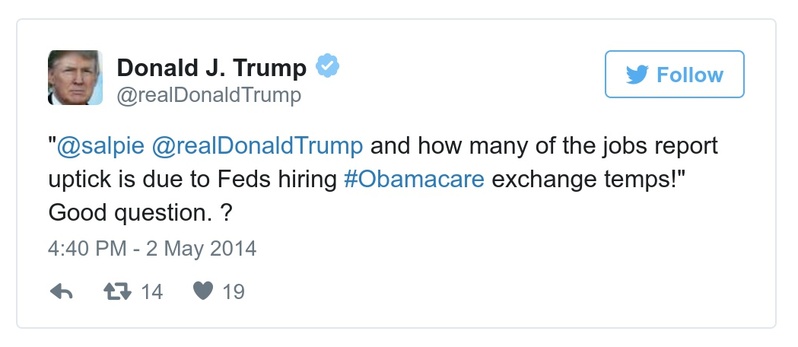 Donald J. Trump
@realDonaldTrump
Follow
"@salpie @realDonaldTrump and how many of the jobs report
uptick is due to Feds hiring #Obamacare exchange temps!"
Good question. ?
4:40 PM - 2 May 2014
14 19